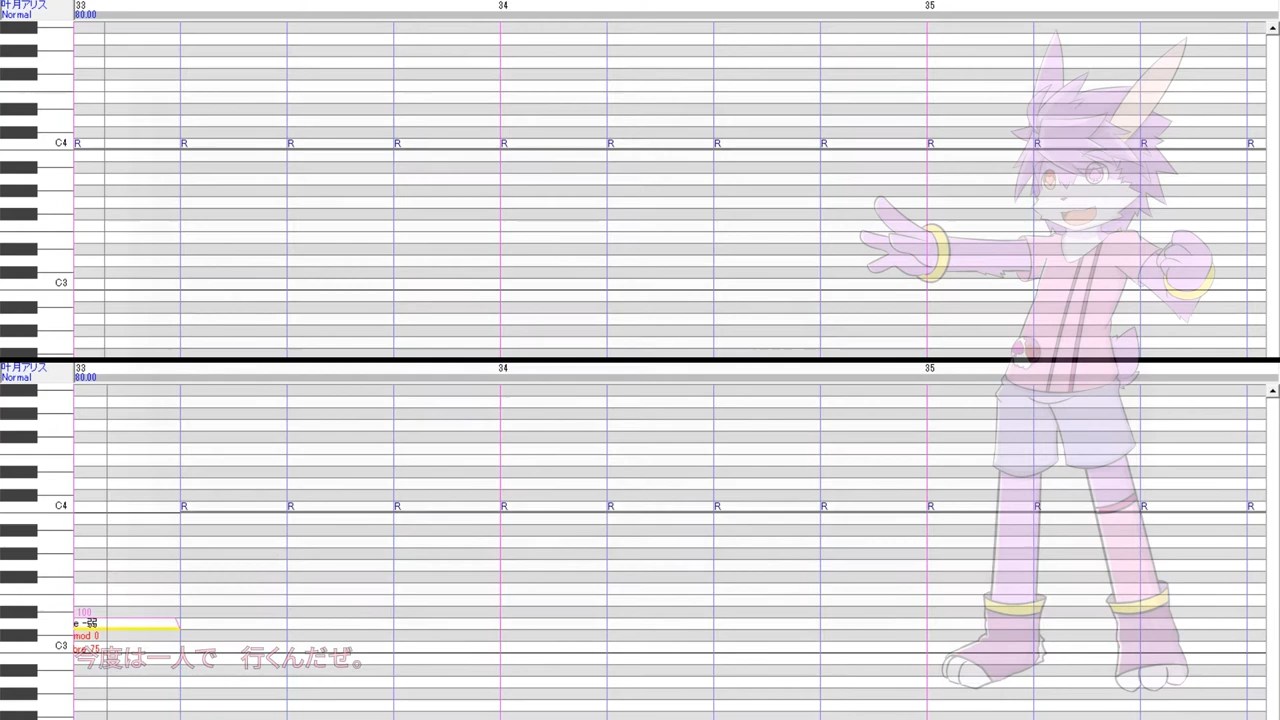 叶月アリス 33 34 35
Normal 80.00
C4 R R R R R R R R R R R R
C3
叶月アリス 33 34 35
Normal 80.00
C4 R R R R R R R R R R R
100
e
mod 0
C3
今度は一人で 行くんだぜ。